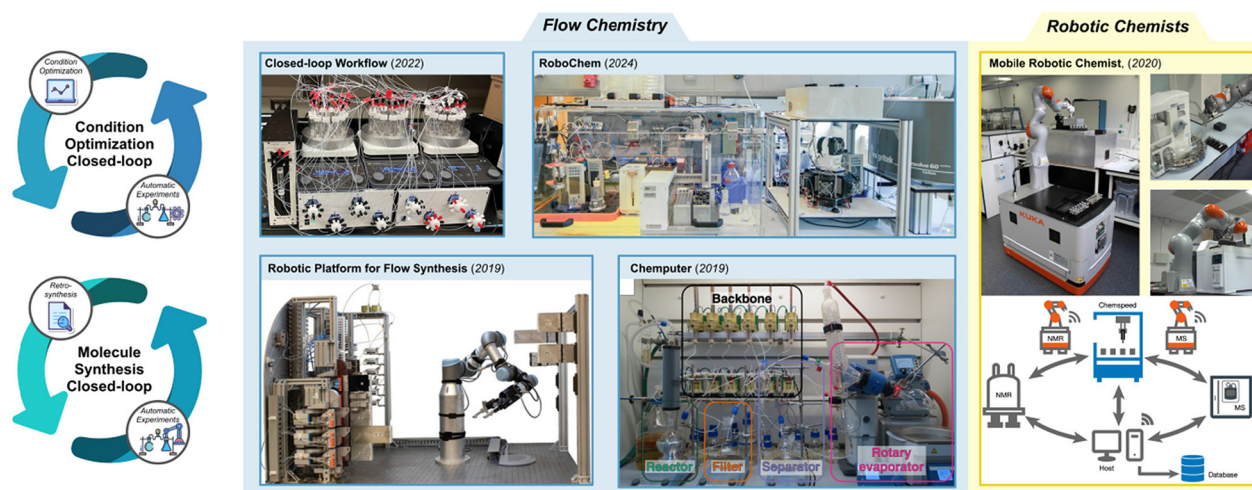 Flow Chemistry
Robotic Chemists
Condition
Optimization
Condition
Optimization
Closed-loop
Automatic
Experiments
Retro-
synthesis
Molecule
Synthesis
Closed-loop
Automatic
Experiments
Closed-loop Workflow (2022)
RoboChem (2024)
Robotic Platform for Flow Synthesis (2019)
Chemputer (2019)
Backbone
Reactor
Filter
Separator
Rotary
evaporator
Mobile Robotic Chemist, (2020)
KUKA
Chemspeed
NMR
MS
NMR
MS
Host
Database